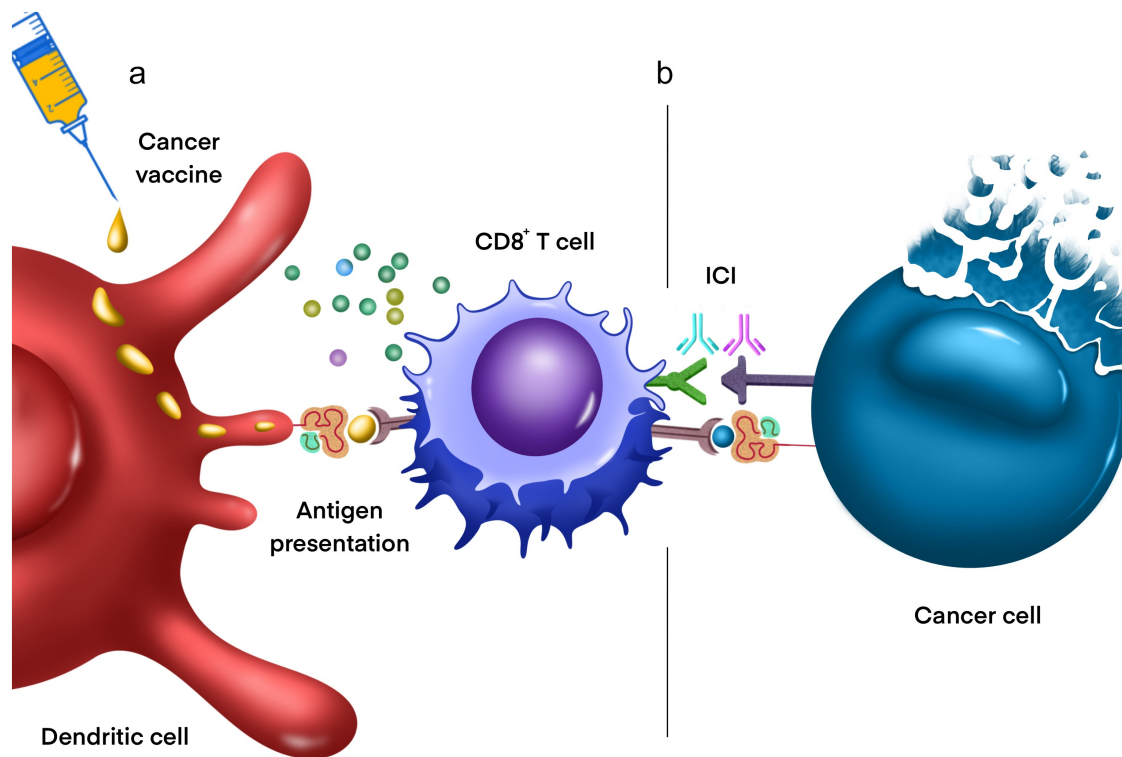 a
b
Cancer
vaccine
CD8⁺ T cell
ICI
Antigen
presentation
Cancer cell
Dendritic cell